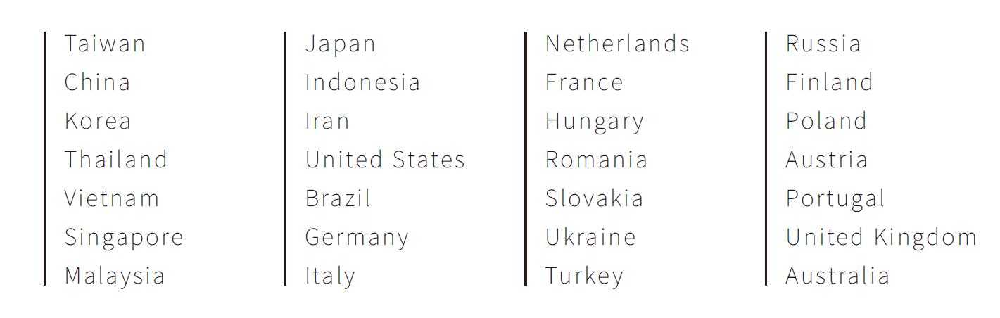 Taiwan
China
Korea
Thailand
Vietnam
Singapore
Malaysia
Japan
Indonesia
Iran
United States
Brazil
Germany
Italy
Netherlands
France
Hungary
Romania
Slovakia
Ukraine
Turkey
Russia
Finland
Poland
Austria
Portugal
United Kingdom
Australia